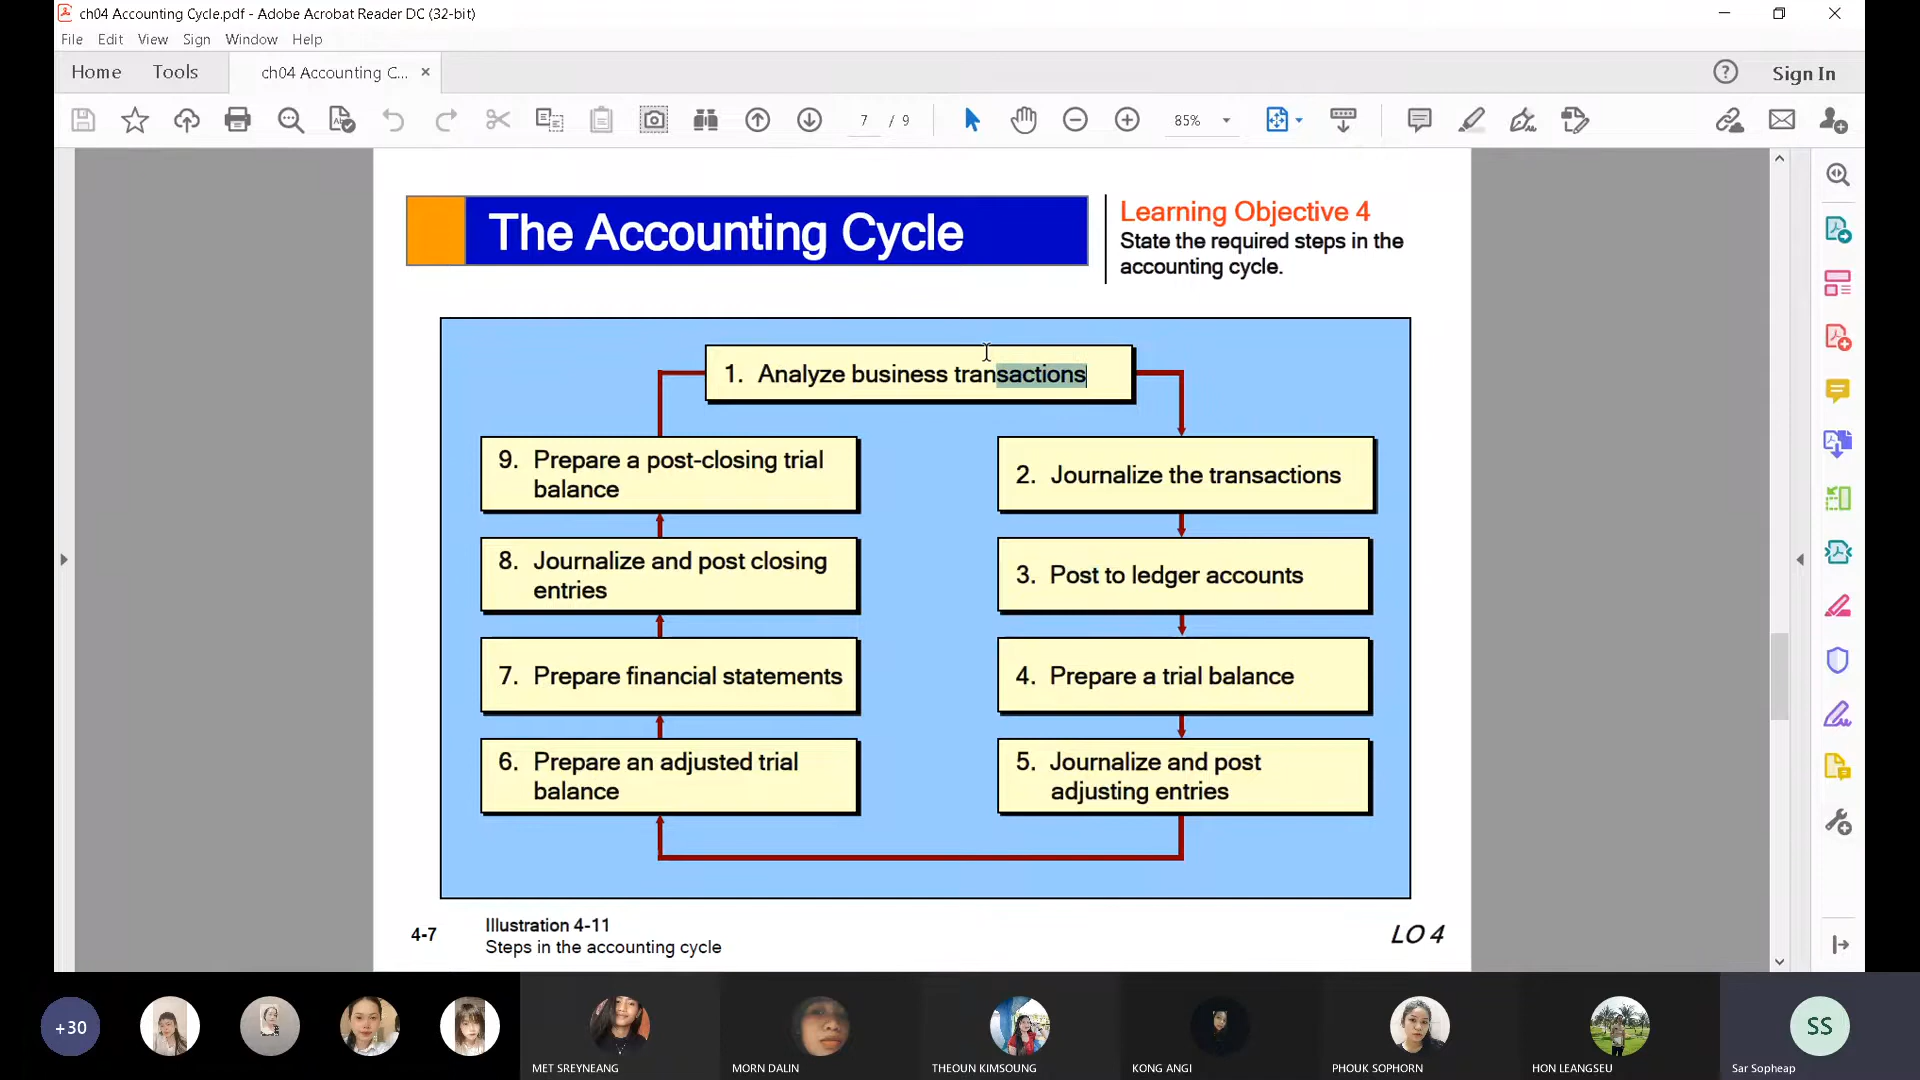 ch04 Accounting Cycle.pdf - Adobe Acrobat Reader DC (32-bit)
File Edit View Sign Window Help
Home Tools ch04 Accounting C... Sign In
7 / 9 85%
The Accounting Cycle
Learning Objective 4
State the required steps in the
accounting cycle.
1. Analyze business transactions
2. Journalize the transactions
3. Post to ledger accounts
4. Prepare a trial balance
5. Journalize and post
adjusting entries
6. Prepare an adjusted trial
balance
7. Prepare financial statements
8. Journalize and post closing
entries
9. Prepare a post-closing trial
balance
4-7
Illustration 4-11
Steps in the accounting cycle
LO 4
+30
SS
MET SREYNEANG
MORN DALIN
THEOUN KIMSOUNG
KONG ANGI
PHOUK SOPHORN
HON LEANGSEU
Sar Sopheap